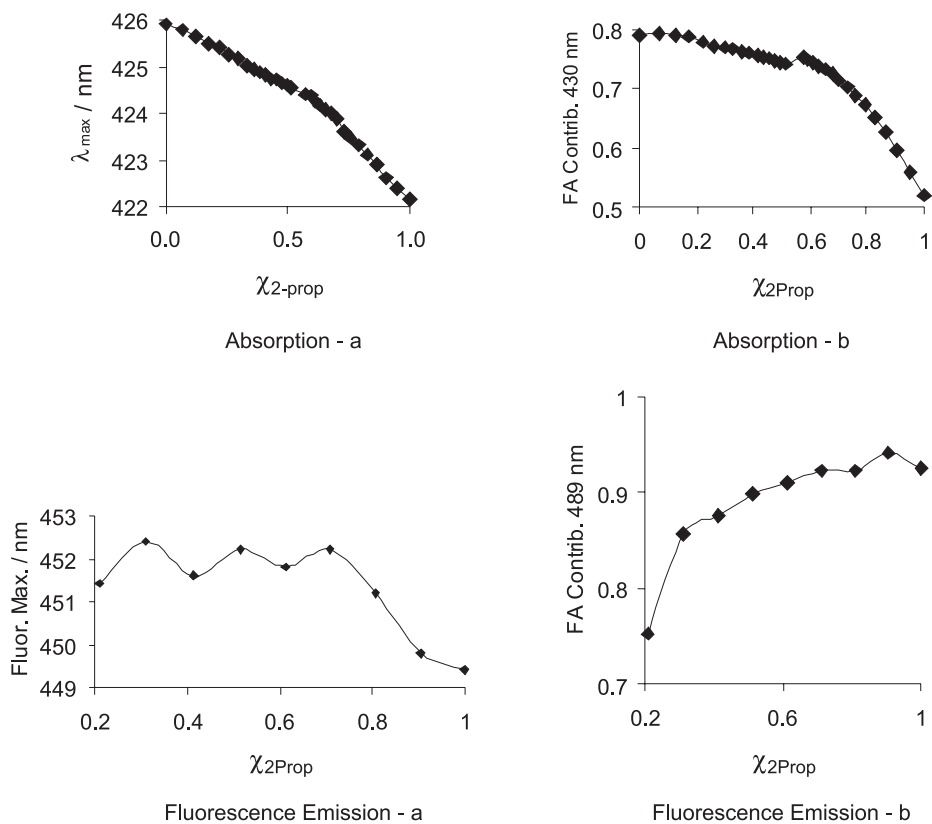 426
425
424
423
422
λmax / nm
0.0 0.5 1.0
χ2-prop
Absorption - a
0.8
0.7
0.6
0.5
FA Contrib. 430 nm
0 0.2 0.4 0.6 0.8 1
χ2Prop
Absorption - b
453
452
451
450
449
Fluor. Max. / nm
0.2 0.4 0.6 0.8 1
χ2Prop
Fluorescence Emission - a
1
0.9
0.8
0.7
FA Contrib. 489 nm
0.2 0.6 1
χ2Prop
Fluorescence Emission - b